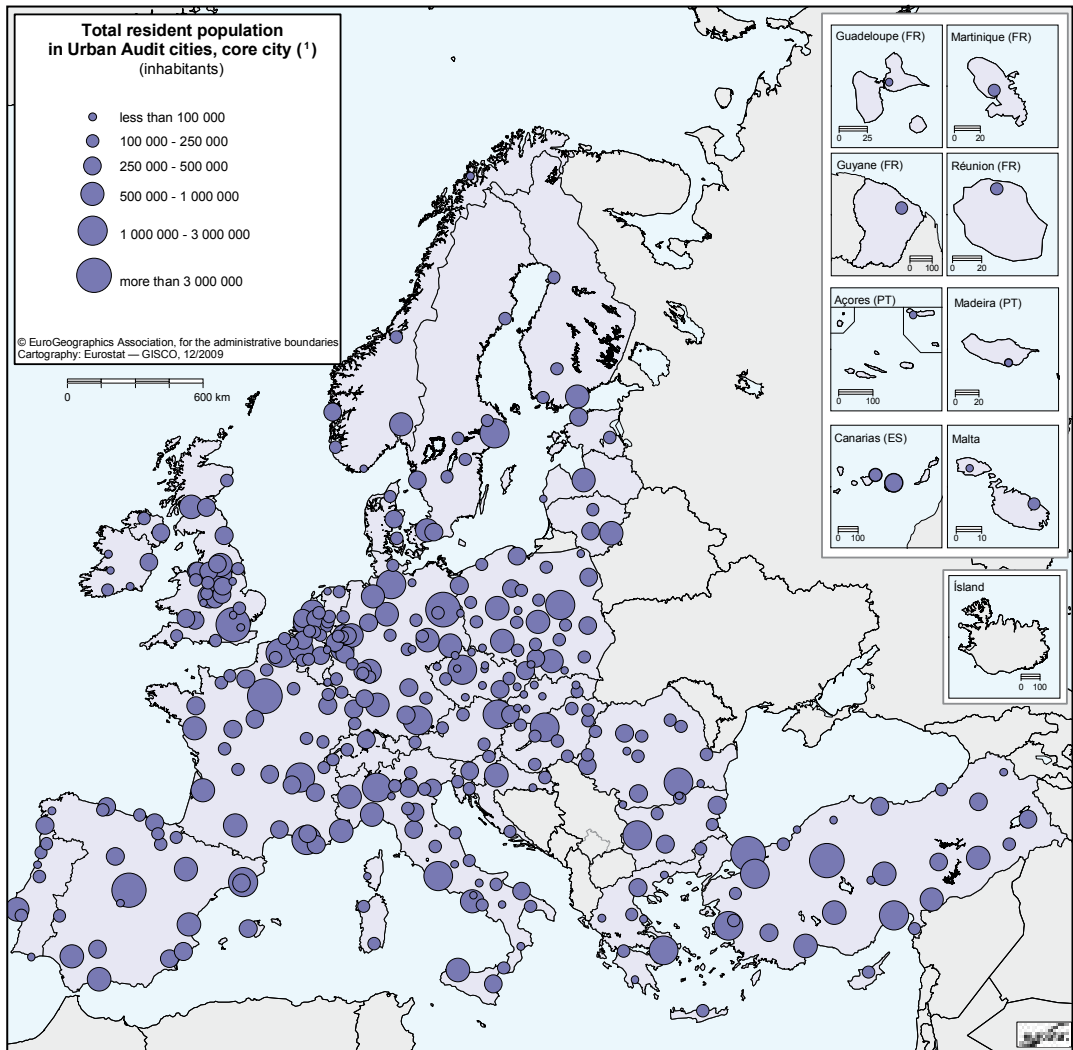 Total resident population
in Urban Audit cities, core city (¹)
(inhabitants)
less than 100 000
100 000 - 250 000
250 000 - 500 000
500 000 - 1 000 000
1 000 000 - 3 000 000
more than 3 000 000
© EuroGeographics Association, for the administrative boundaries
Cartography: Eurostat — GISCO, 12/2009
0 600 km
Guadeloupe (FR)
0 25
Martinique (FR)
0 20
Guyane (FR)
0 100
Réunion (FR)
0 20
Açores (PT)
0 100
Madeira (PT)
0 20
Canarias (ES)
0 100
Malta
0 10
Ísland
0 100